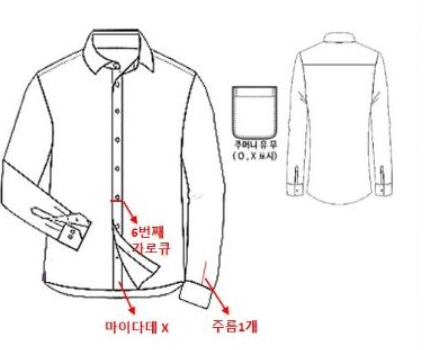 주머니 유 무
(O, X 표시)
6번째
가로큐
마이다데 X
주름1개